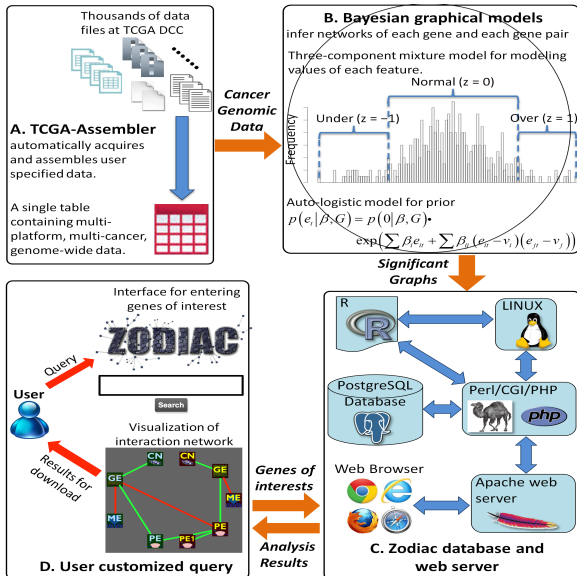 Thousands of data
files at TCGA DCC
A. TCGA-Assembler
automatically acquires
and assembles user
specified data.
A single table
containing multi-
platform, multi-cancer,
genome-wide data.
Cancer
Genomic
Data
B. Bayesian graphical models
infer networks of each gene and each gene pair
Three-component mixture model for modeling
values of each feature.
Normal (z = 0)
Under (z = −1)
Over (z = 1)
Frequency
Auto-logistic model for prior
p(e_t|β,G) = p(0|β,G)•
exp(∑β_i e_it + ∑β_ij (e_it − v_i)(e_jt − v_j))
Significant
Graphs
R
R
LINUX
PostgreSQL
Database
Perl/CGI/PHP
php
Web Browser
Apache web
server
C. Zodiac database and
web server
Genes of
interests
Analysis
Results
Interface for entering
genes of interest
ZODIAC
Query
User
Search
Results for
download
Visualization of
interaction network
CN
CN
GE
GE
ME
ME
PE
PE1
PE
D. User customized query